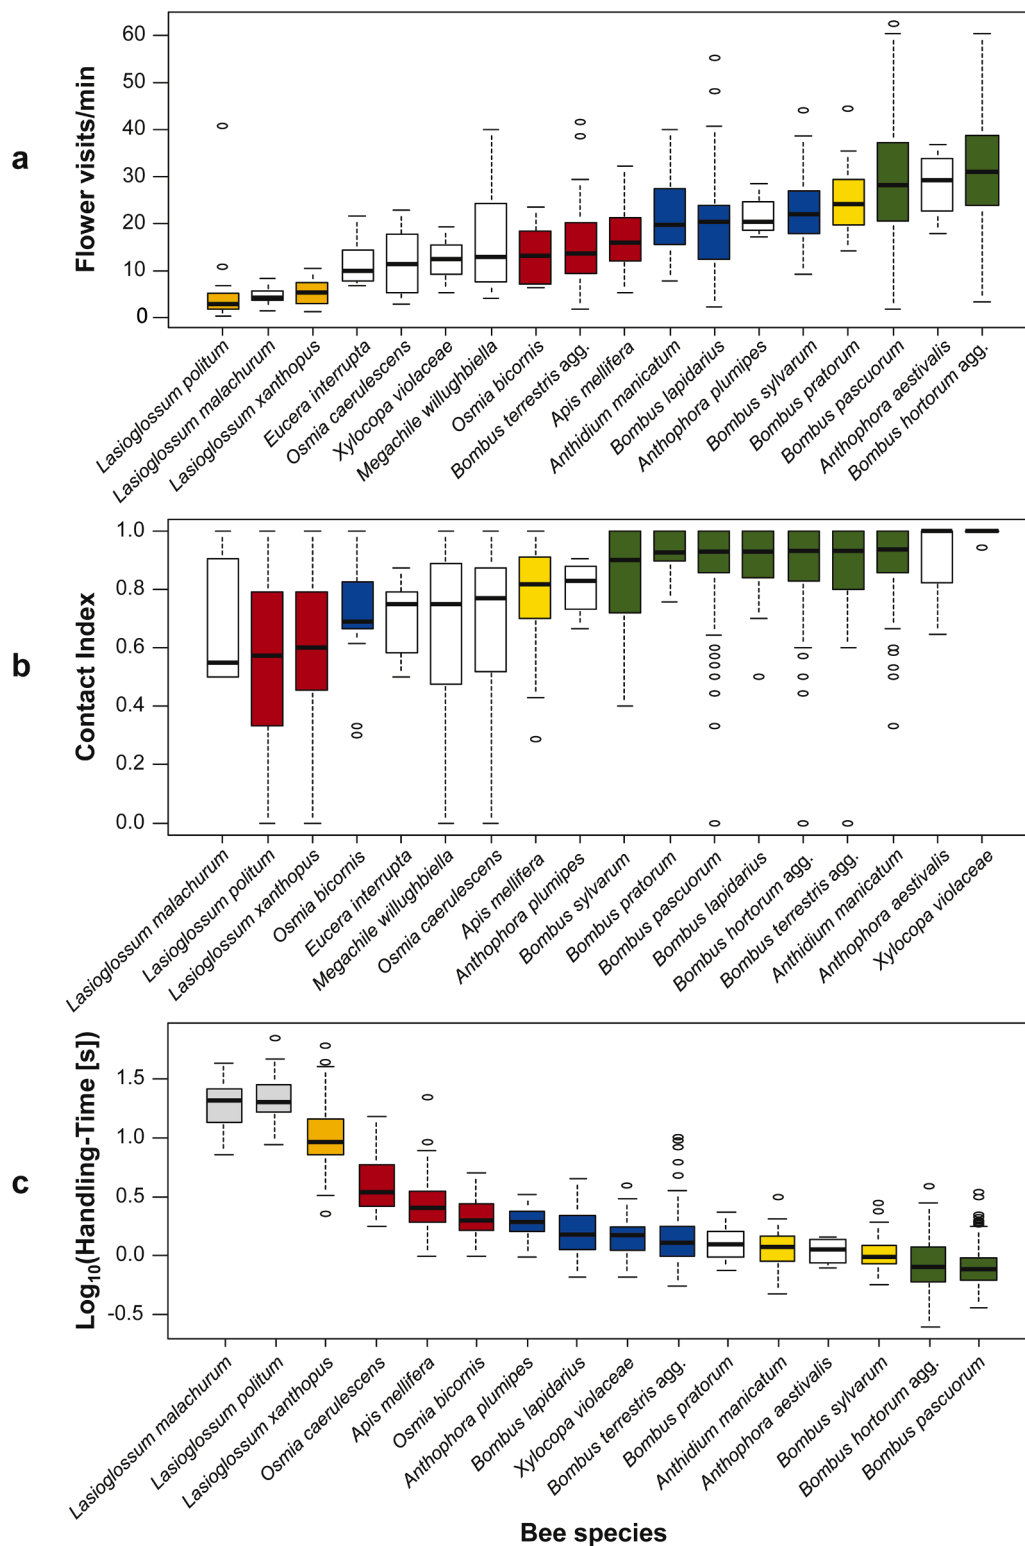 a
Flower visits/min
60
50
40
30
20
10
0
Lasioglossum politum
Lasioglossum malachurum
Lasioglossum xanthopus
Eucera interrupta
Osmia caerulescens
Xylocopa violaceae
Megachile willughbiella
Osmia bicornis
Bombus terrestris agg.
Apis mellifera
Anthidium manicatum
Bombus lapidarius
Anthophora plumipes
Bombus sylvarum
Bombus pratorum
Bombus pascuorum
Anthophora aestivalis
Bombus hortorum agg.
b
Contact Index
1.0
0.8
0.6
0.4
0.2
0.0
Lasioglossum malachurum
Lasioglossum politum
Lasioglossum xanthopus
Osmia bicornis
Eucera interrupta
Megachile willughbiella
Osmia caerulescens
Apis mellifera
Anthophora plumipes
Bombus sylvarum
Bombus pratorum
Bombus pascuorum
Bombus lapidarius
Bombus hortorum agg.
Bombus terrestris agg.
Anthidium manicatum
Anthophora aestivalis
Xylocopa violaceae
c
Log₁₀(Handling-Time [s])
1.5
1.0
0.5
0.0
-0.5
Lasioglossum malachurum
Lasioglossum politum
Lasioglossum xanthopus
Osmia caerulescens
Apis mellifera
Osmia bicornis
Anthophora plumipes
Bombus lapidarius
Xylocopa violaceae
Bombus terrestris agg.
Bombus pratorum
Anthidium manicatum
Anthophora aestivalis
Bombus sylvarum
Bombus hortorum agg.
Bombus pascuorum
Bee species